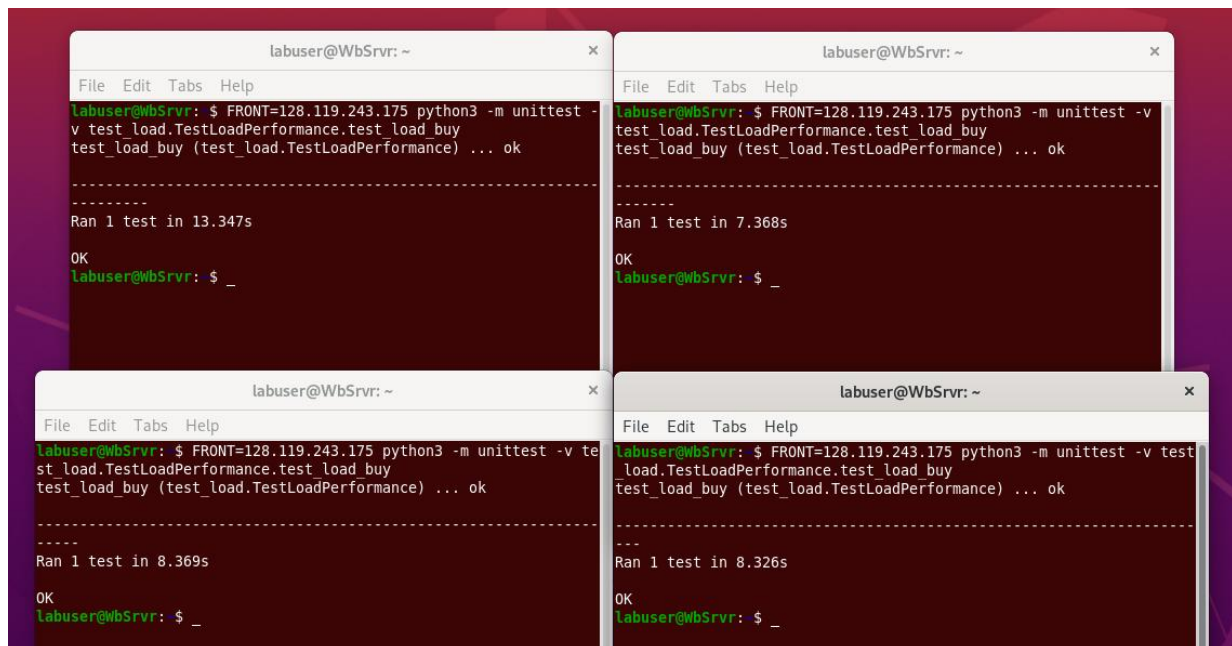 labuser@WbSrvr: ~ ×
File Edit Tabs Help
labuser@WbSrvr:~$ FRONT=128.119.243.175 python3 -m unittest -
v test_load.TestLoadPerformance.test_load_buy
test_load_buy (test_load.TestLoadPerformance) ... ok
-------------------------------------------------------------
---------
Ran 1 test in 13.347s
OK
labuser@WbSrvr:~$ _
labuser@WbSrvr: ~ ×
File Edit Tabs Help
labuser@WbSrvr:~$ FRONT=128.119.243.175 python3 -m unittest -v
test_load.TestLoadPerformance.test_load_buy
test_load_buy (test_load.TestLoadPerformance) ... ok
---------------------------------------------------------------
-------
Ran 1 test in 7.368s
OK
labuser@WbSrvr:~$ _
labuser@WbSrvr: ~ ×
File Edit Tabs Help
labuser@WbSrvr:~$ FRONT=128.119.243.175 python3 -m unittest -v te
st_load.TestLoadPerformance.test_load_buy
test_load_buy (test_load.TestLoadPerformance) ... ok
-----------------------------------------------------------------
-----
Ran 1 test in 8.369s
OK
labuser@WbSrvr:~$ _
labuser@WbSrvr: ~ ×
File Edit Tabs Help
labuser@WbSrvr:~$ FRONT=128.119.243.175 python3 -m unittest -v test
_load.TestLoadPerformance.test_load_buy
test_load_buy (test_load.TestLoadPerformance) ... ok
-------------------------------------------------------------------
---
Ran 1 test in 8.326s
OK
labuser@WbSrvr:~$ _